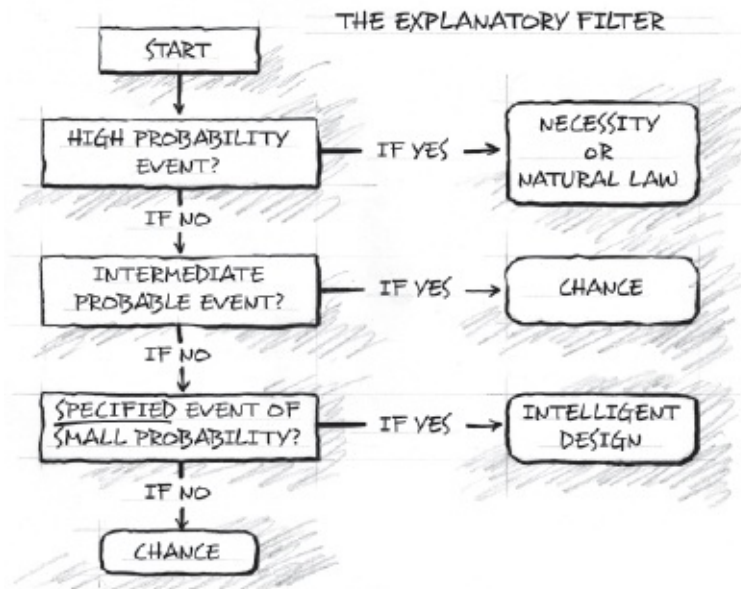 THE EXPLANATORY FILTER
START
HIGH PROBABILITY
EVENT?
IF YES
NECESSITY
OR
NATURAL LAW
IF NO
INTERMEDIATE
PROBABLE EVENT?
IF YES
CHANCE
IF NO
SPECIFIED EVENT OF
SMALL PROBABILITY?
IF YES
INTELLIGENT
DESIGN
IF NO
CHANCE